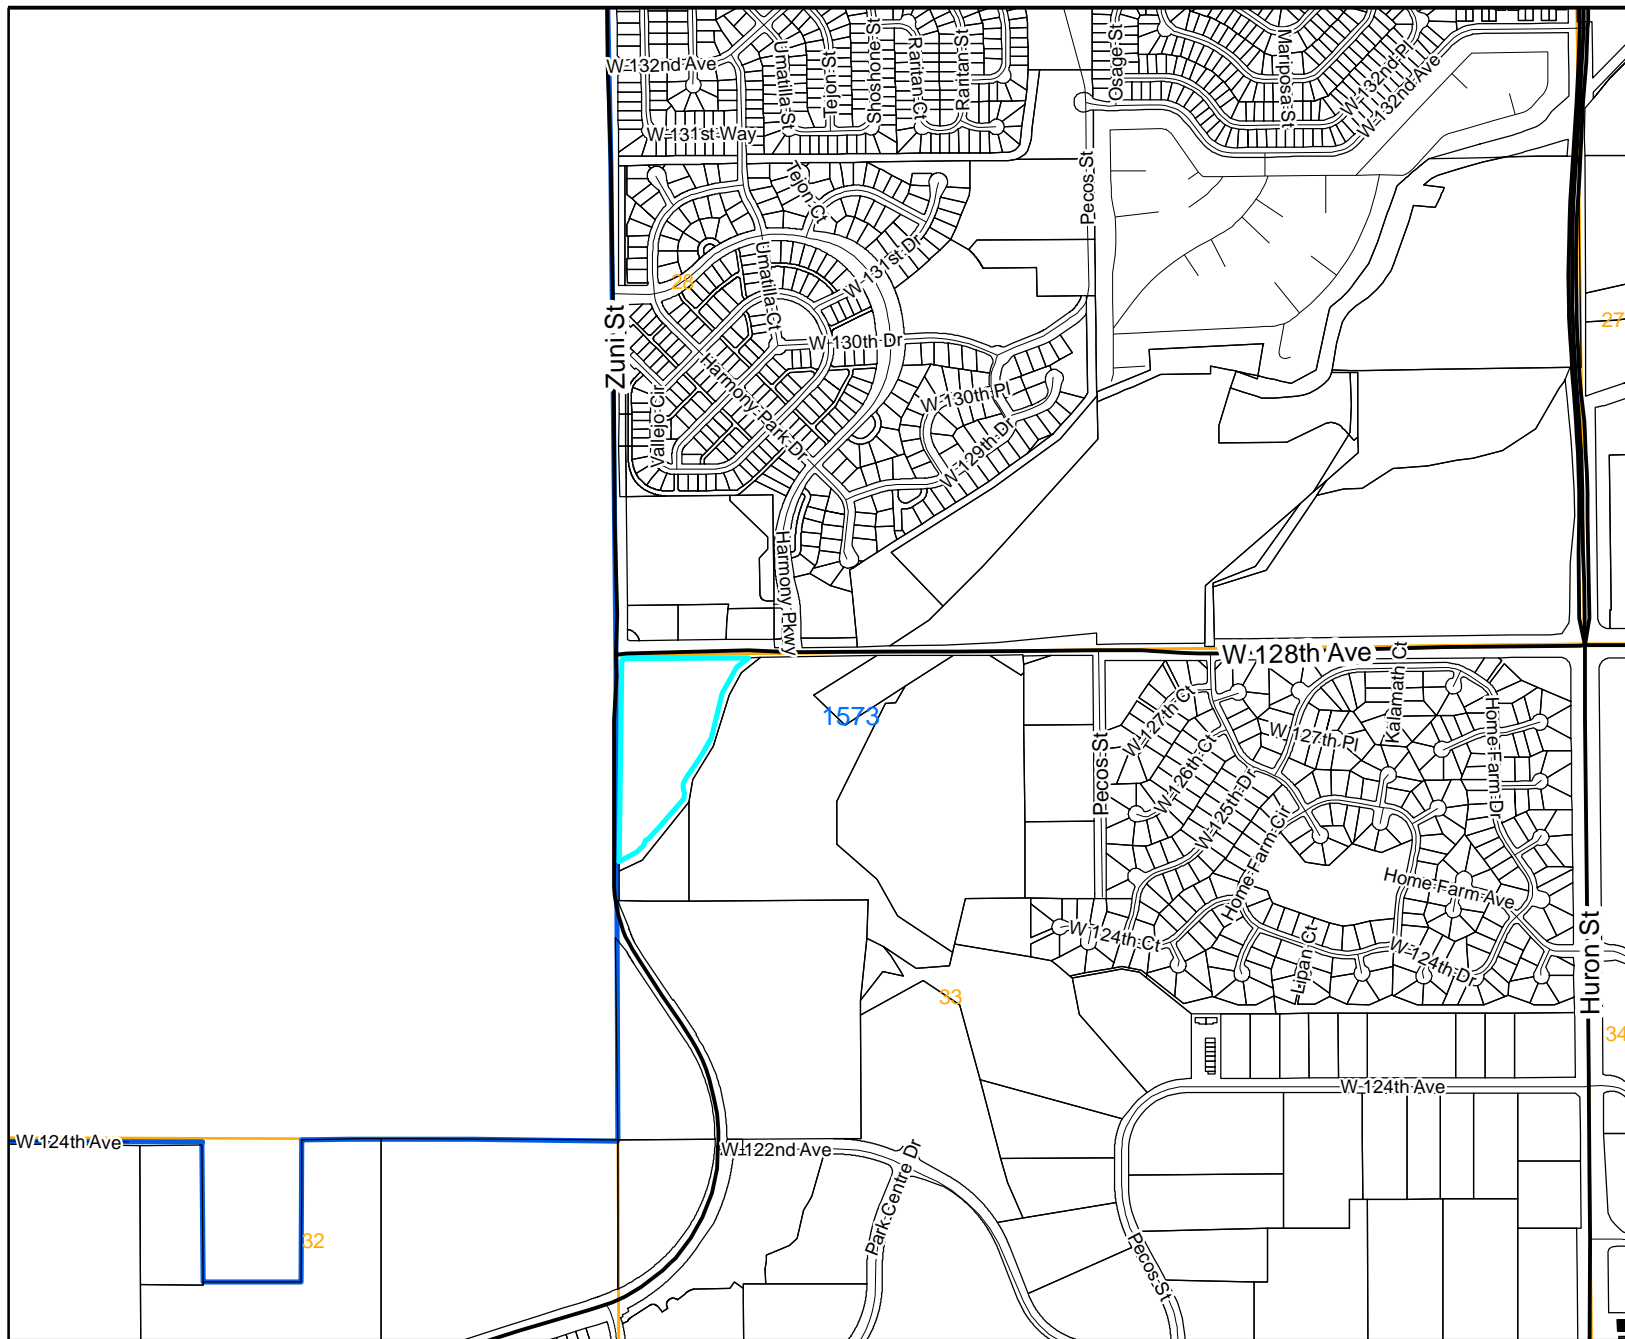 W 132nd Ave
Umatilla St
Tejon St
Shoshone St
Raritan Ct
Raritan St
Osage St
Mariposa St
W 132nd Pl
W 132nd Ave
W 131st Way
Tejon Ct
Pecos St
W 131st Dr
Umatilla Ct
28
27
Zuni St
W 130th Dr
Harmony Park Dr
Vallejo Cir
W 130th Pl
W 129th Dr
Harmony Pkwy
W 128th Ave
Kalamath Ct
1573
W 127th Ct
W 127th Pl
Home Farm Dr
Pecos St
W 126th Ct
W 125th Dr
Home Farm Cir
Home Farm Ave
W 124th Ct
Lipan Ct
W 124th Dr
Huron St
33
34
W 124th Ave
W 124th Ave
W 122nd Ave
Park Centre Dr
Pecos St
32